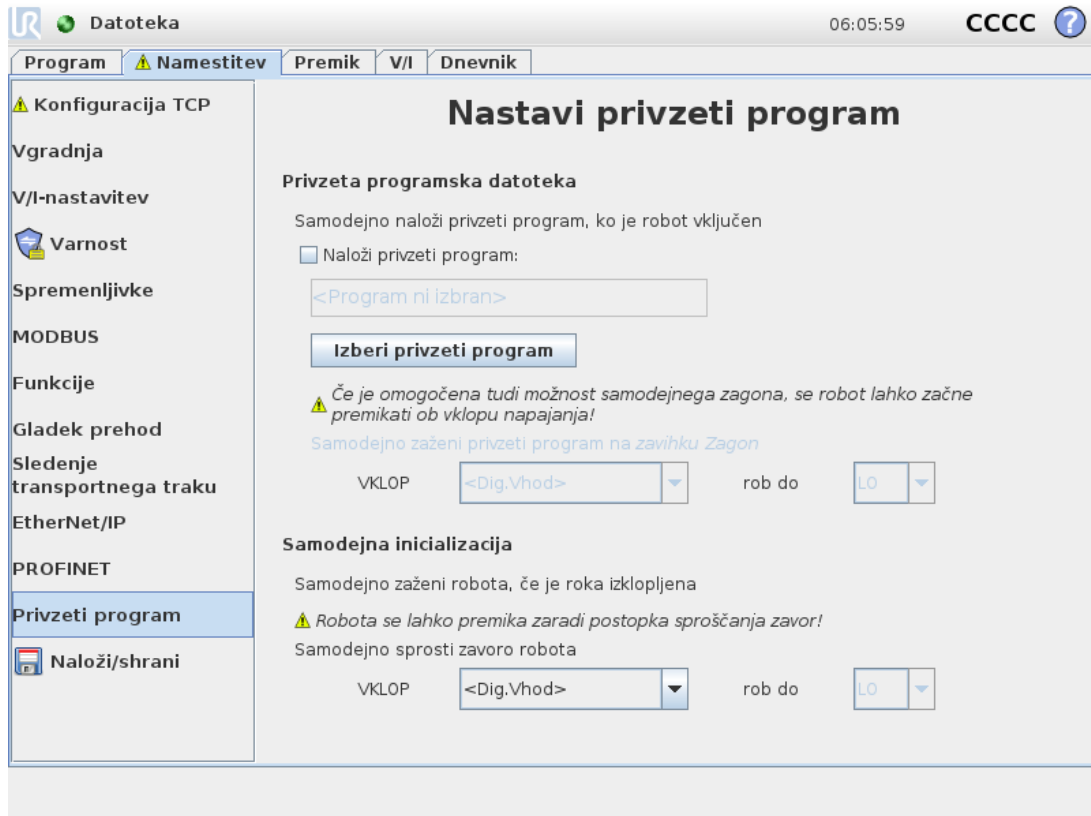 UR
Datoteka
06:05:59
CCCC
?
Program
Namestitev
Premik
V/I
Dnevnik
Konfiguracija TCP
Vgradnja
V/I-nastavitev
Varnost
Spremenljivke
MODBUS
Funkcije
Gladek prehod
Sledenje
transportnega traku
EtherNet/IP
PROFINET
Privzeti program
Naloži/shrani
Nastavi privzeti program
Privzeta programska datoteka
Samodejno naloži privzeti program, ko je robot vključen
Naloži privzeti program:
<Program ni izbran>
Izberi privzeti program
Če je omogočena tudi možnost samodejnega zagona, se robot lahko začne
premikati ob vklopu napajanja!
Samodejno zaženi privzeti program na zavihku Zagon
VKLOP <Dig.Vhod> rob do LO
Samodejna inicializacija
Samodejno zaženi robota, če je roka izklopljena
Robota se lahko premika zaradi postopka sproščanja zavor!
Samodejno sprosti zavoro robota
VKLOP <Dig.Vhod> rob do LO